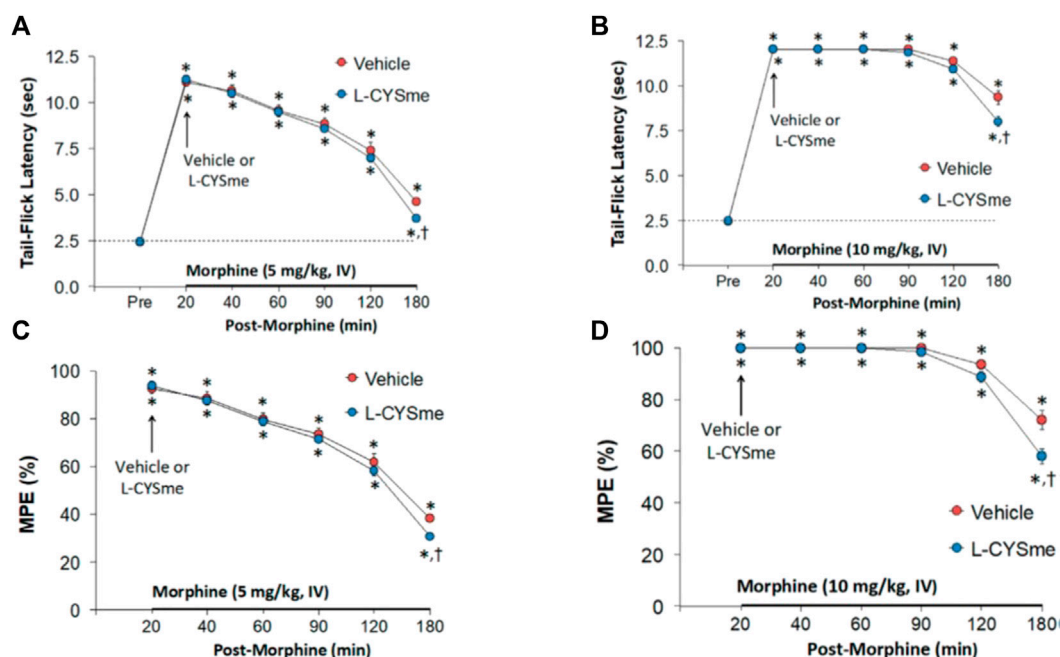 A
12.5
10.0
7.5
5.0
2.5
0.0
Tail-Flick Latency (sec)
*
*
*
*
*
*
*
*
*
*
*
*,†
Vehicle
L-CYSme
Vehicle or
L-CYSme
Morphine (5 mg/kg, IV)
Pre 20 40 60 90 120 180
Post-Morphine (min)
B
12.5
10.0
7.5
5.0
2.5
0.0
Tail-Flick Latency (sec)
*
*
*
*
*
*
*
*
*
*
*
*,†
Vehicle or
L-CYSme
Vehicle
L-CYSme
Morphine (10 mg/kg, IV)
Pre 20 40 60 90 120 180
Post-Morphine (min)
C
100
80
60
40
20
0
MPE (%)
*
*
*
*
*
*
*
*
*
*
*
*,†
Vehicle
L-CYSme
Vehicle or
L-CYSme
Morphine (5 mg/kg, IV)
20 40 60 90 120 180
Post-Morphine (min)
D
100
80
60
40
20
0
MPE (%)
*
*
*
*
*
*
*
*
*
*
*
*,†
Vehicle or
L-CYSme
Vehicle
L-CYSme
Morphine (10 mg/kg, IV)
20 40 60 90 120 180
Post-Morphine (min)